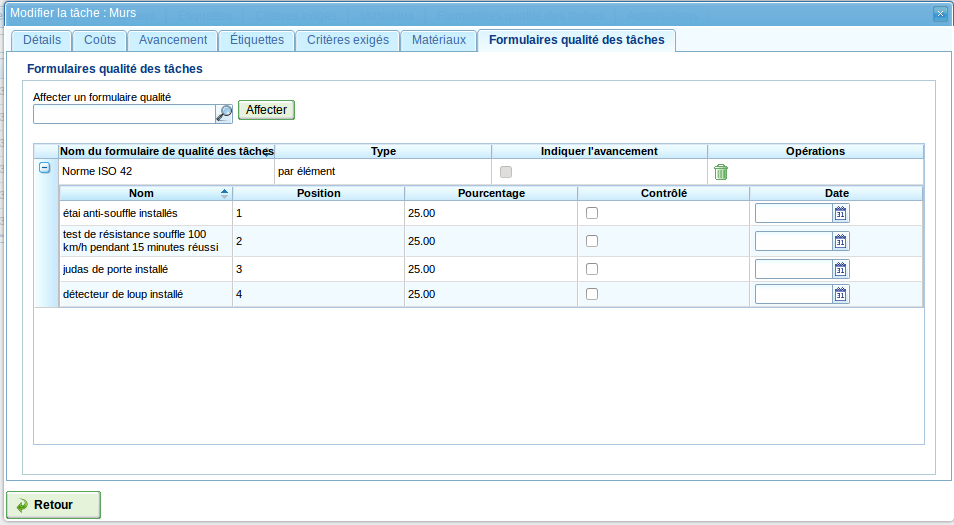 Modifier la tâche : Murs
Détails Coûts Avancement Étiquettes Critères exigés Matériaux Formulaires qualité des tâches
Formulaires qualité des tâches
Affecter un formulaire qualité
Affecter
Nom du formulaire de qualité des tâches Type Indiquer l'avancement Opérations
Norme ISO 42 par élément
Nom Position Pourcentage Contrôlé Date
étai anti-souffle installés 1 25.00 31
test de résistance souffle 100
km/h pendant 15 minutes réussi 2 25.00 31
judas de porte installé 3 25.00 31
détecteur de loup installé 4 25.00 31
Retour